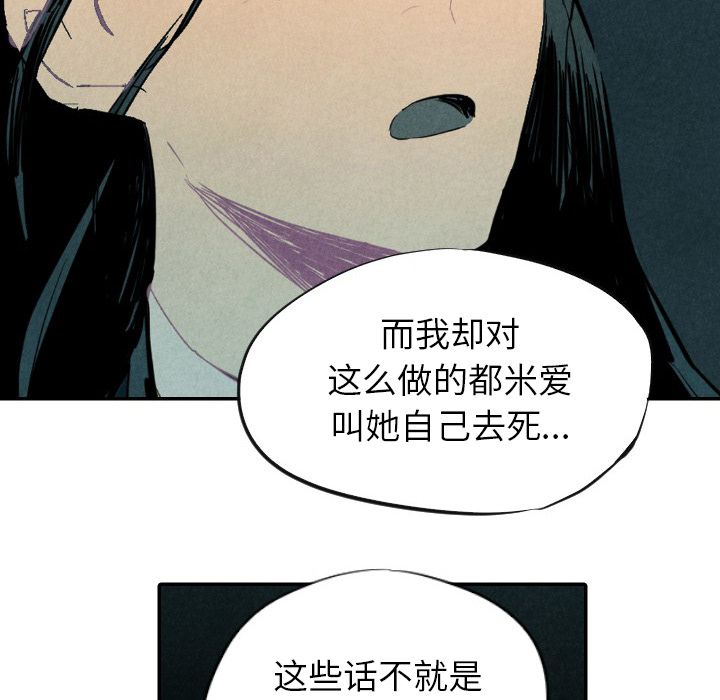 而我却对
这么做的都米爱
叫她自己去死…
这些话不就是